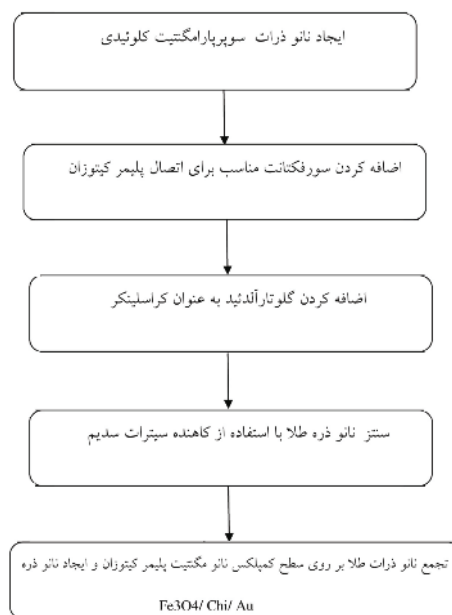 ایجاد نانو ذرات سوپرپارامگنتیت کلوئیدی
اضافه کردن سورفکتانت مناسب برای اتصال پلیمر کیتوزان
اضافه کردن گلوتارآلدئید به عنوان کراسلینکر
سنتز نانو ذره طلا با استفاده از کاهنده سیترات سدیم
تجمع نانو ذرات طلا بر روی سطح کمپلکس نانو مگنتیت پلیمر کیتوزان و ایجاد نانو ذره
Fe3O4/ Chi/ Au